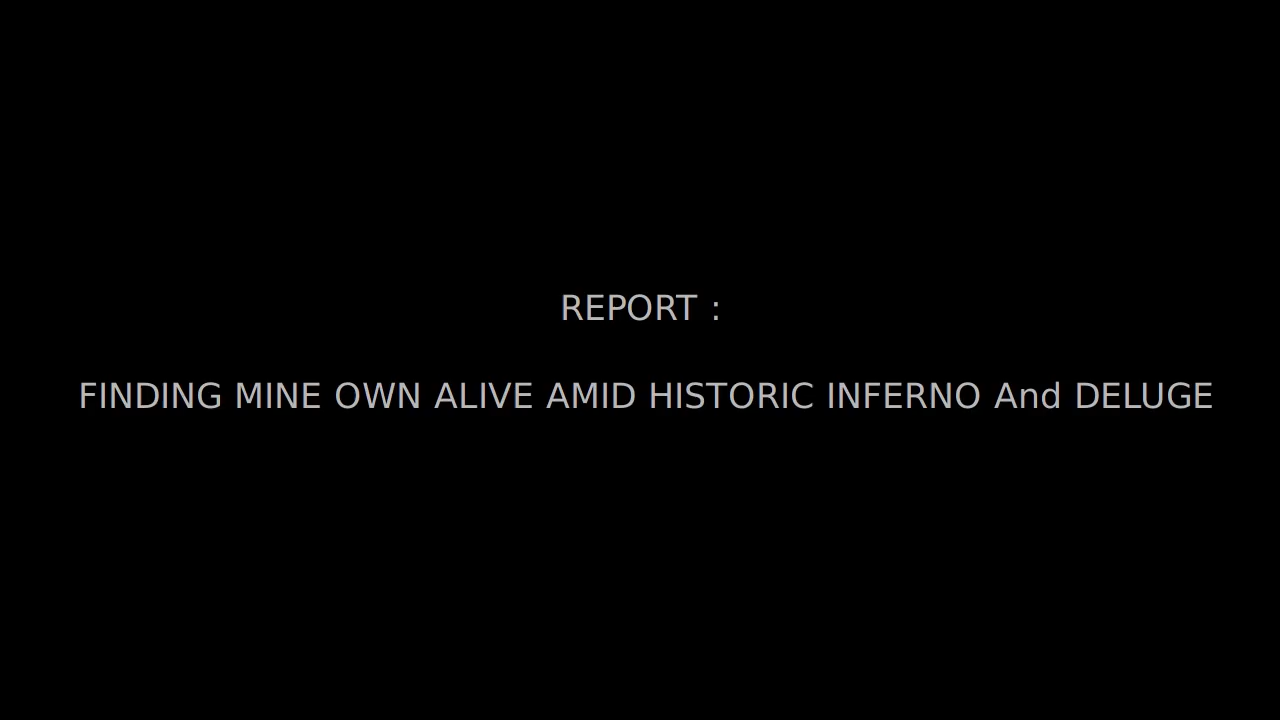 REPORT :
FINDING MINE OWN ALIVE AMID HISTORIC INFERNO And DELUGE